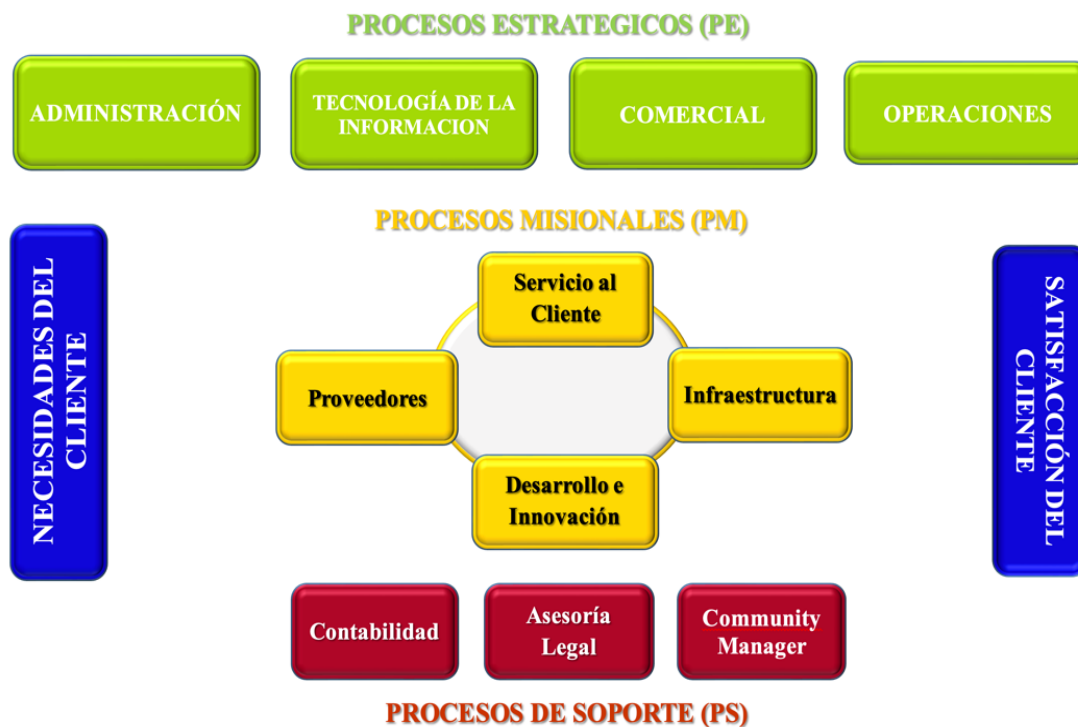 PROCESOS ESTRATEGICOS (PE)
ADMINISTRACIÓN
TECNOLOGÍA DE LA
INFORMACION
COMERCIAL
OPERACIONES
PROCESOS MISIONALES (PM)
NECESIDADES DEL
CLIENTE
Servicio al
Cliente
Proveedores
Infraestructura
Desarrollo e
Innovación
SATISFACCIÓN DEL
CLIENTE
Contabilidad
Asesoría
Legal
Community
Manager
PROCESOS DE SOPORTE (PS)